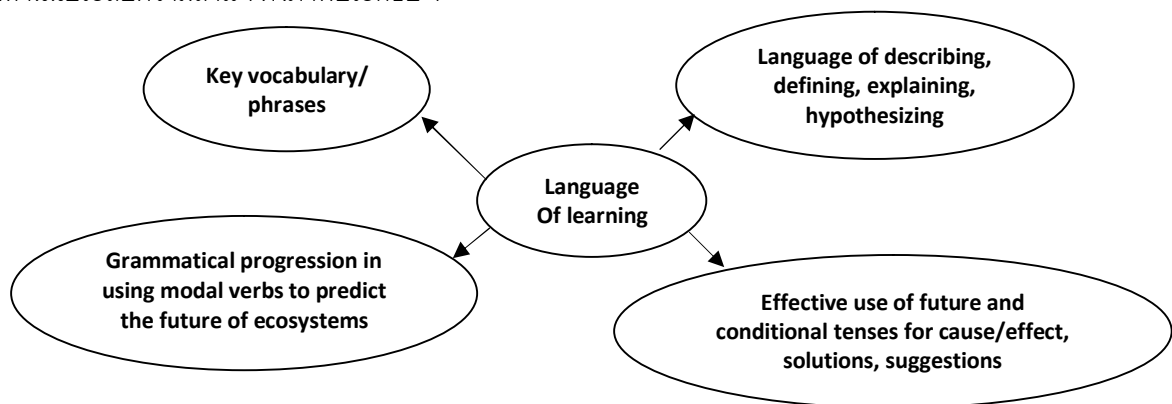 Key vocabulary/
phrases
Language of describing,
defining, explaining,
hypothesizing
Language
Of learning
Grammatical progression in
using modal verbs to predict
the future of ecosystems
Effective use of future and
conditional tenses for cause/effect,
solutions, suggestions